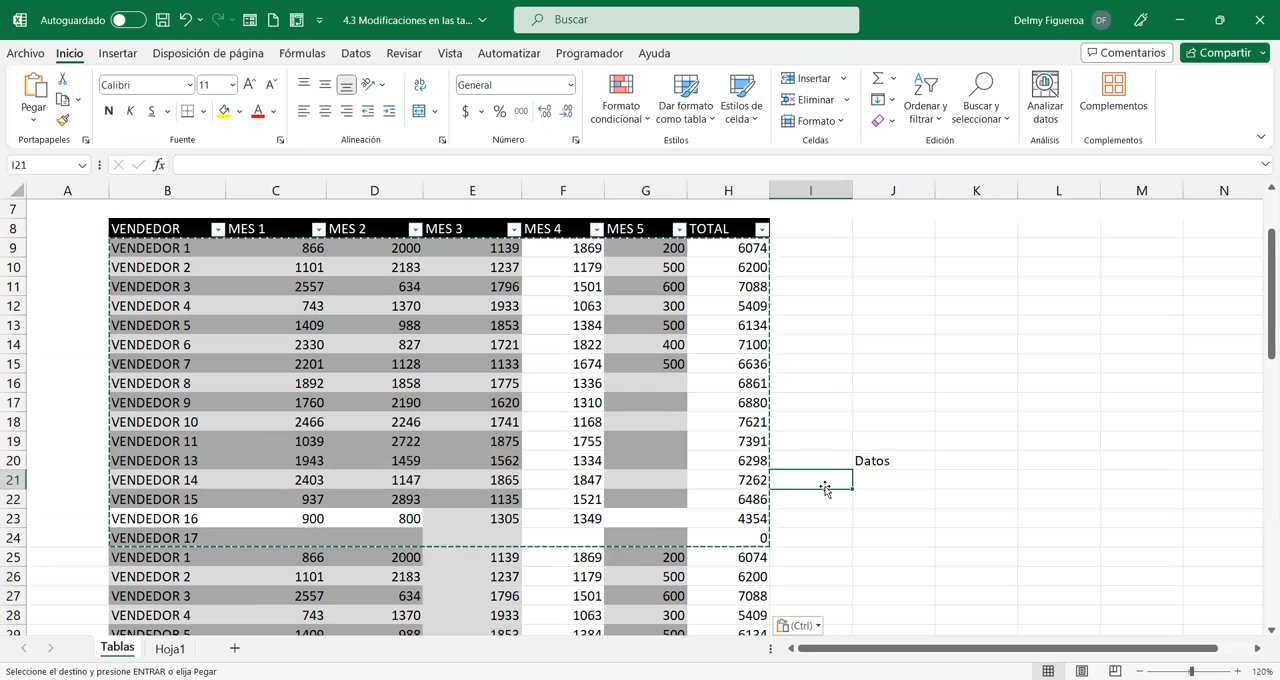 Autoguardado 4.3 Modificaciones en las ta... Buscar Delmy Figueroa DF
Archivo Inicio Insertar Disposición de página Fórmulas Datos Revisar Vista Automatizar Programador Ayuda Comentarios Compartir
Pegar Calibri 11 General Formato condicional Dar formato como tabla Estilos de celda Insertar Eliminar Formato Ordenar y filtrar Buscar y seleccionar Analizar datos Complementos
N K S $ % 000
Portapapeles Fuente Alineación Número Estilos Celdas Edición Análisis Complementos
I21 fx
A B C D E F G H I J K L M N
7
8 VENDEDOR MES 1 MES 2 MES 3 MES 4 MES 5 TOTAL
9 VENDEDOR 1 866 2000 1139 1869 200 6074
10 VENDEDOR 2 1101 2183 1237 1179 500 6200
11 VENDEDOR 3 2557 634 1796 1501 600 7088
12 VENDEDOR 4 743 1370 1933 1063 300 5409
13 VENDEDOR 5 1409 988 1853 1384 500 6134
14 VENDEDOR 6 2330 827 1721 1822 400 7100
15 VENDEDOR 7 2201 1128 1133 1674 500 6636
16 VENDEDOR 8 1892 1858 1775 1336 6861
17 VENDEDOR 9 1760 2190 1620 1310 6880
18 VENDEDOR 10 2466 2246 1741 1168 7621
19 VENDEDOR 11 1039 2722 1875 1755 7391
20 VENDEDOR 13 1943 1459 1562 1334 6298 Datos
21 VENDEDOR 14 2403 1147 1865 1847 7262
22 VENDEDOR 15 937 2893 1135 1521 6486
23 VENDEDOR 16 900 800 1305 1349 4354
24 VENDEDOR 17 0
25 VENDEDOR 1 866 2000 1139 1869 200 6074
26 VENDEDOR 2 1101 2183 1237 1179 500 6200
27 VENDEDOR 3 2557 634 1796 1501 600 7088
28 VENDEDOR 4 743 1370 1933 1063 300 5409
29 VENDEDOR 5 1409 988 1853 1384 500 6134
(Ctrl)
Tablas Hoja1
Seleccione el destino y presione ENTRAR o elija Pegar 120%